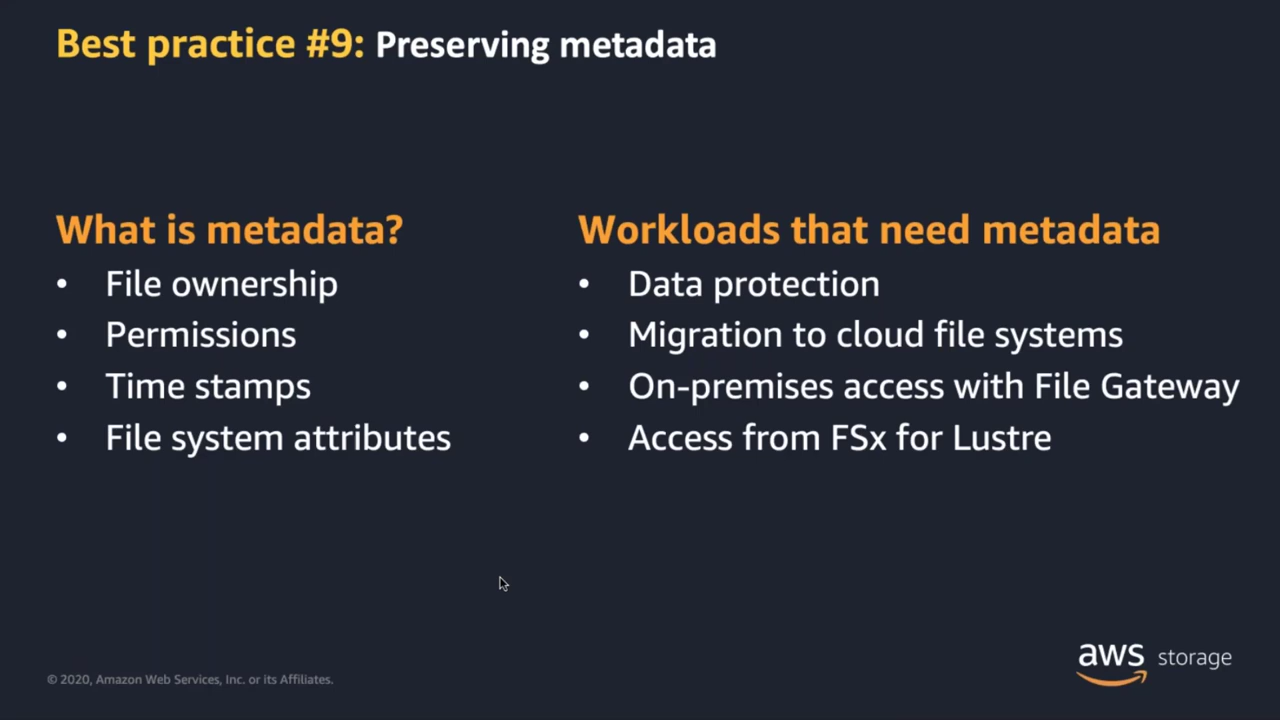 Best practice #9: Preserving metadata
What is metadata?
• File ownership
• Permissions
• Time stamps
• File system attributes
Workloads that need metadata
• Data protection
• Migration to cloud file systems
• On-premises access with File Gateway
• Access from FSx for Lustre
© 2020, Amazon Web Services, Inc. or its Affiliates.
aws storage